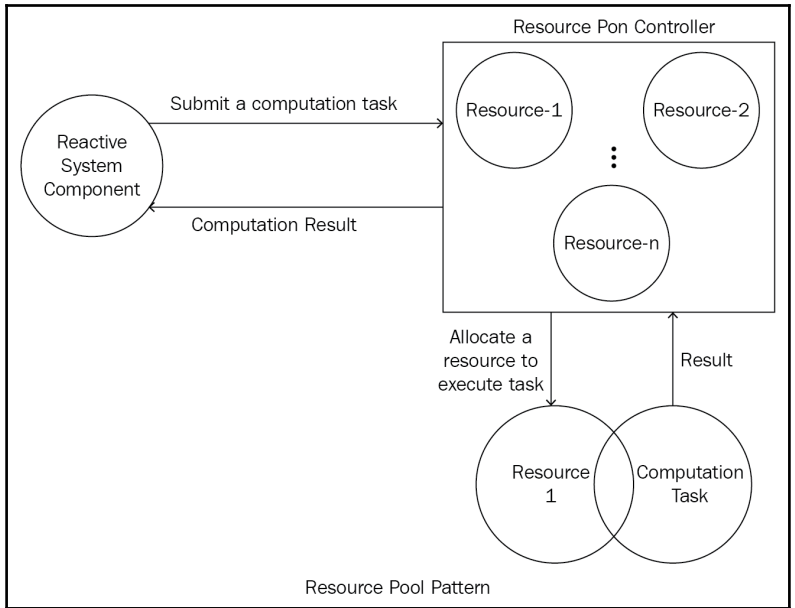 Resource Pon Controller
Resource-1
Resource-2
Submit a computation task
Reactive
System
Component
Computation Result
Resource-n
Allocate a
resource to
execute task
Result
Resource
1
Computation
Task
Resource Pool Pattern